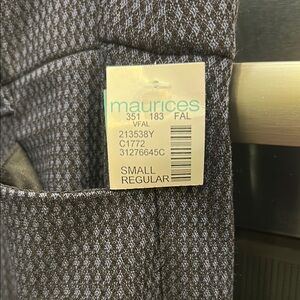 maurices
351 183 FAL
VFAL
213538Y
C1772
31276645C
SMALL
REGULAR